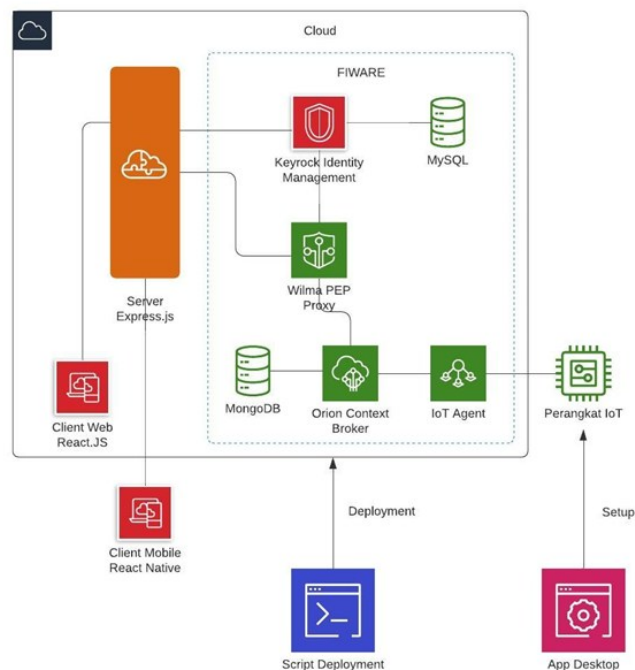 Cloud
FIWARE
Keyrock Identity
Management
MySQL
Wilma PEP
Proxy
Server
Express.js
MongoDB
Orion Context
Broker
IoT Agent
Perangkat IoT
Client Web
React.JS
Deployment
Setup
Client Mobile
React Native
Script Deployment
App Desktop